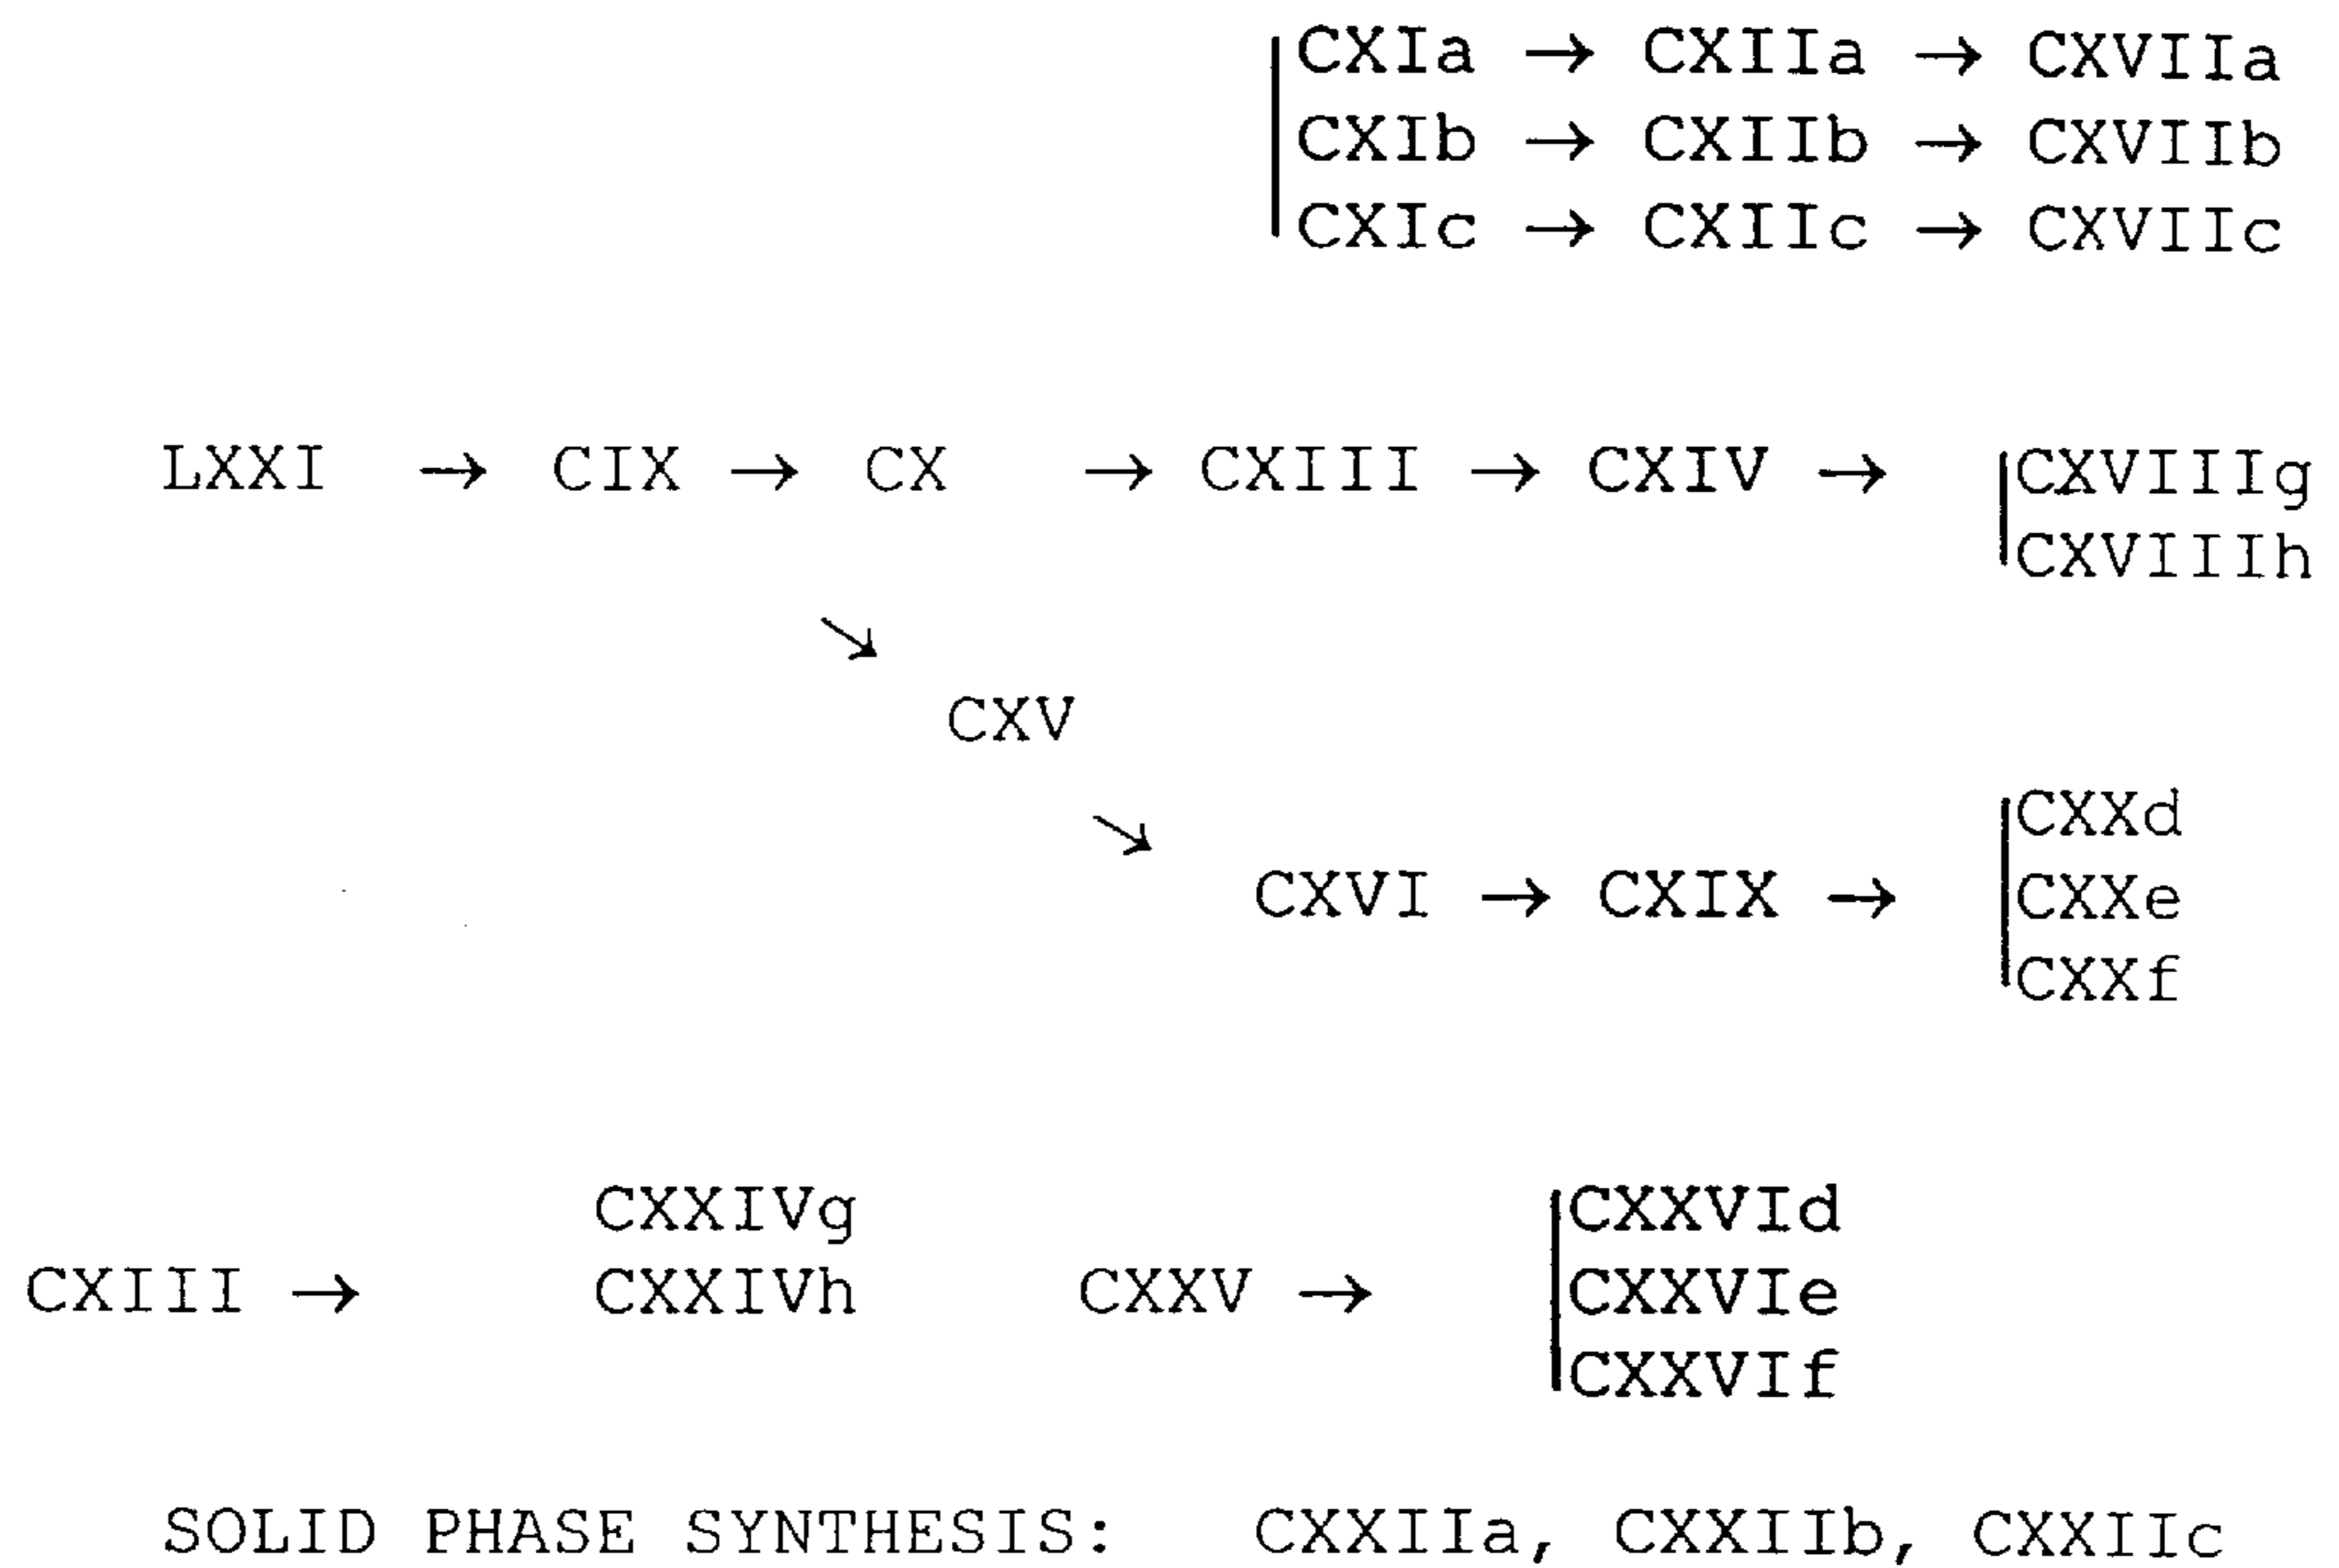 CXIa → CXIIa → CXVIIa
CXIb → CXIIb → CXVIIb
CXIc → CXIIc → CXVIIc
LXXI → CIX → CX → CXIII → CXIV → CXVIIIg
CXVIIIh
↘
CXV
↘
CXXd
CXVI → CXIX → CXXe
CXXf
CXXIVg CXXVId
CXIII → CXXIVh CXXV → CXXVIe
CXXVIf
SOLID PHASE SYNTHESIS: CXXIIa, CXXIIb, CXXIIc